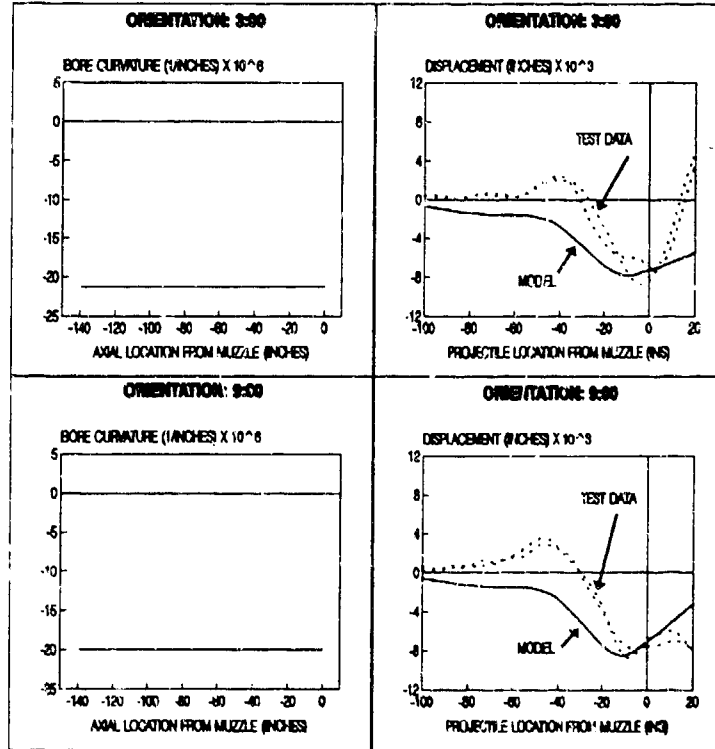 ORIENTATION: 3:00
BORE CURVATURE (1/INCHES) X 10^6
5
0
-5
-10
-15
-20
-25
-140 -120 -100 -80 -60 -40 -20 0
AXIAL LOCATION FROM MUZZLE (INCHES)
ORIENTATION: 3:00
DISPLACEMENT (INCHES) X 10^3
12
8
4
0
-4
-8
-12
TEST DATA
MODEL
-100 -80 -60 -40 -20 0 20
PROJECTILE LOCATION FROM MUZZLE (INS)
ORIENTATION: 9:00
BORE CURVATURE (1/INCHES) X 10^6
5
0
-5
-10
-15
-20
-25
-140 -120 -100 -80 -60 -40 -20 0
AXIAL LOCATION FROM MUZZLE (INCHES)
ORIENTATION: 9:00
DISPLACEMENT (INCHES) X 10^3
12
8
4
0
-4
-8
-12
TEST DATA
MODEL
-100 -80 -60 -40 -20 0 20
PROJECTILE LOCATION FROM MUZZLE (INS)